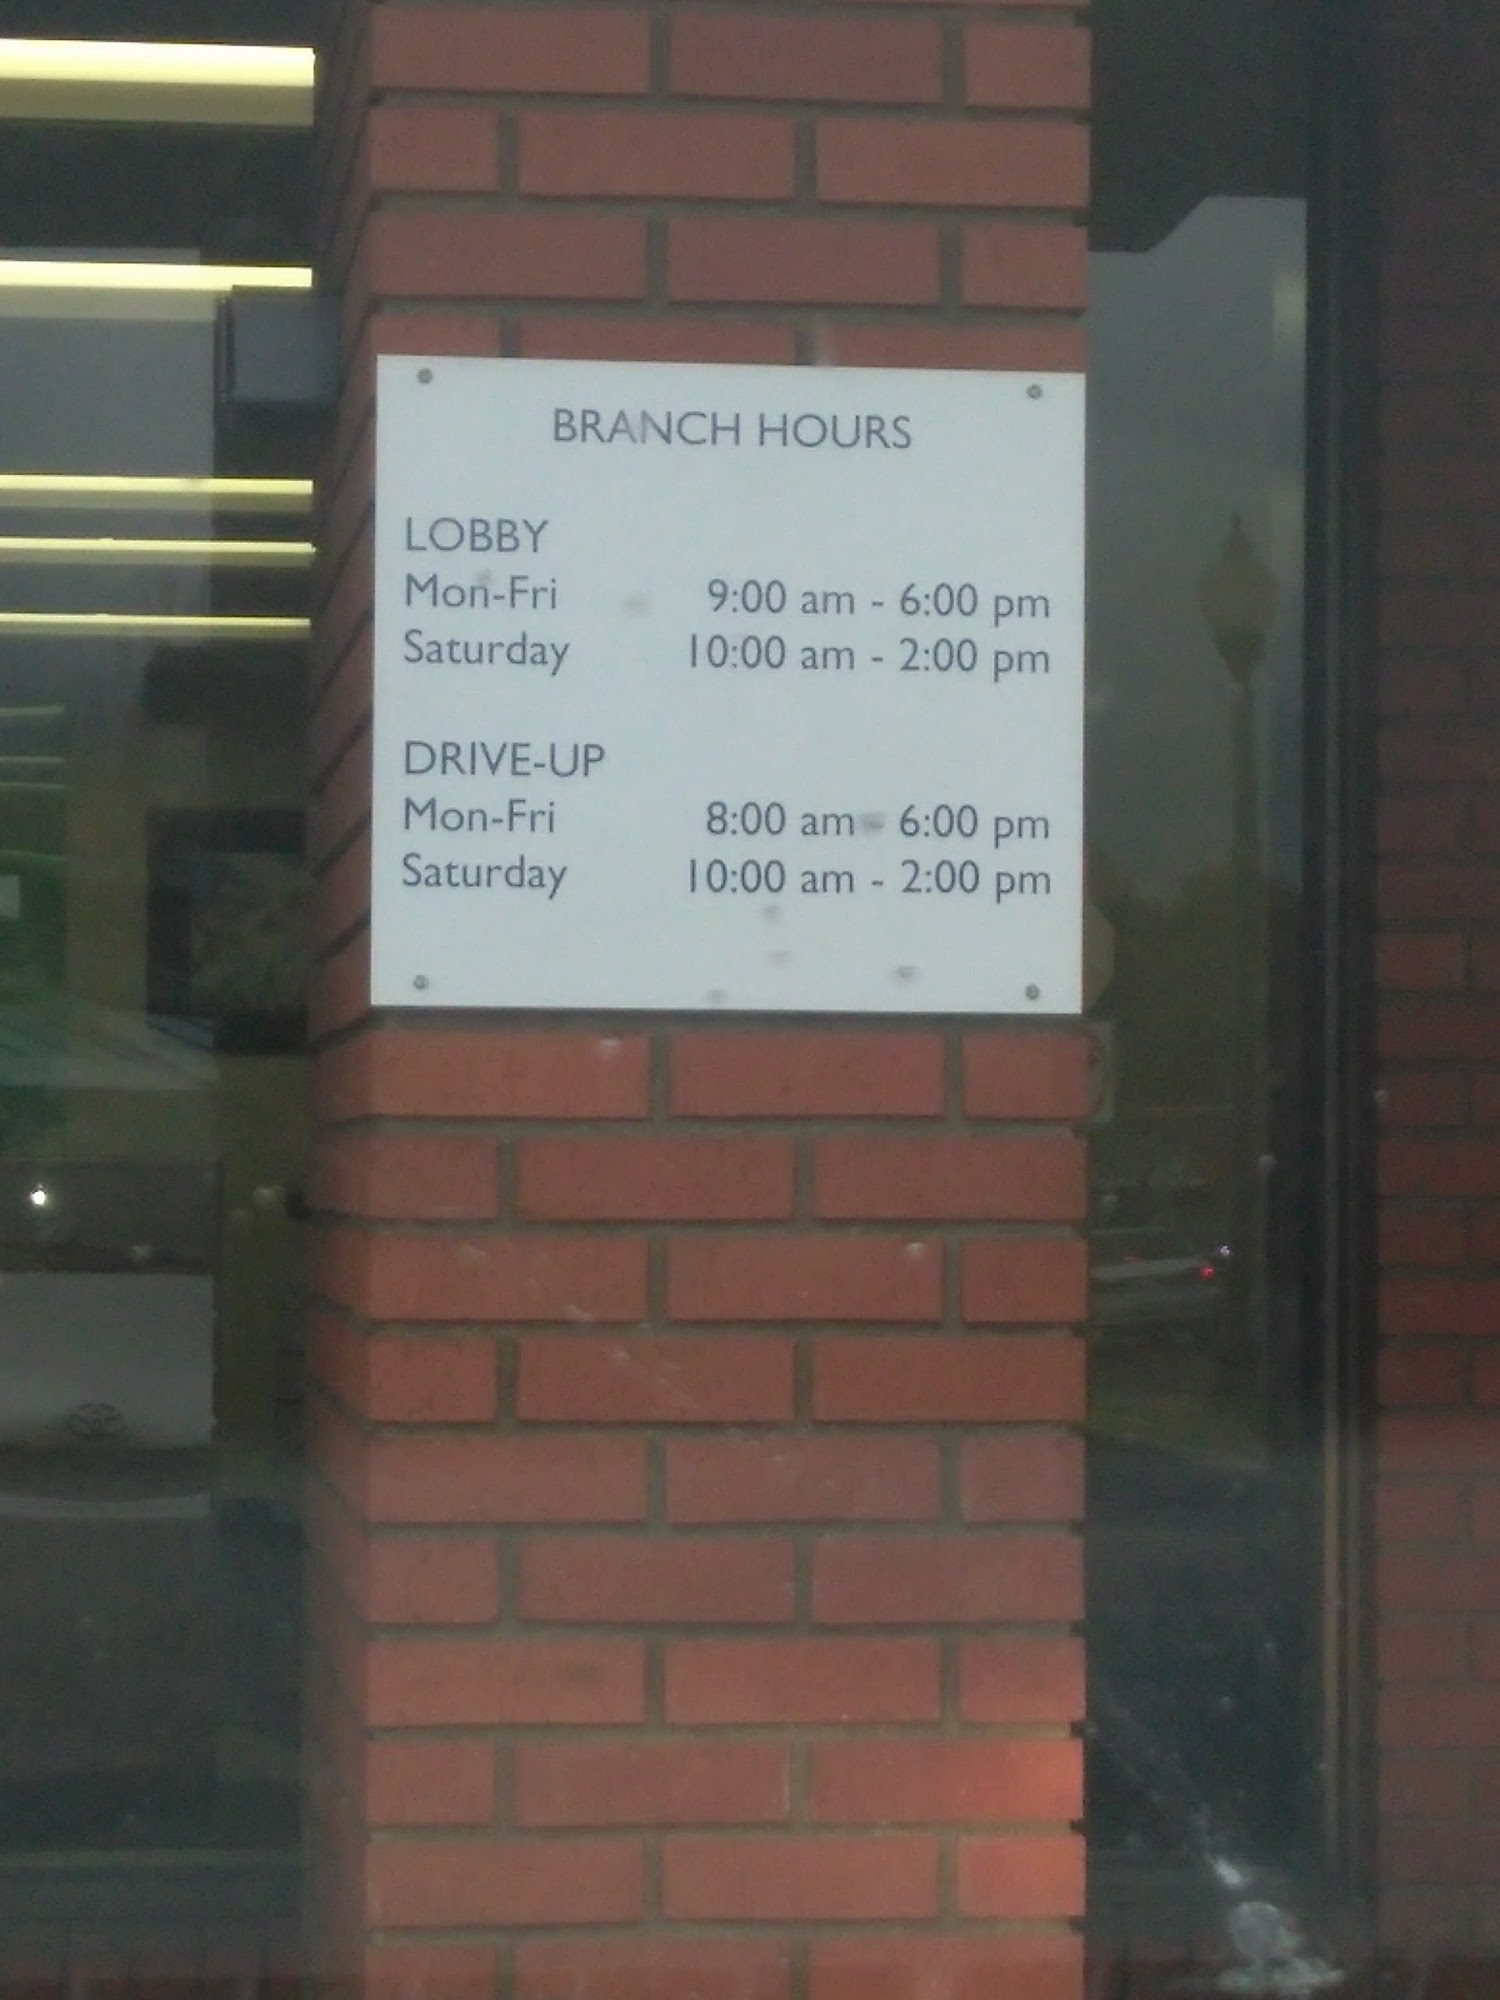 BRANCH HOURS
LOBBY
Mon-Fri 9:00 am - 6:00 pm
Saturday 10:00 am - 2:00 pm
DRIVE-UP
Mon-Fri 8:00 am - 6:00 pm
Saturday 10:00 am - 2:00 pm